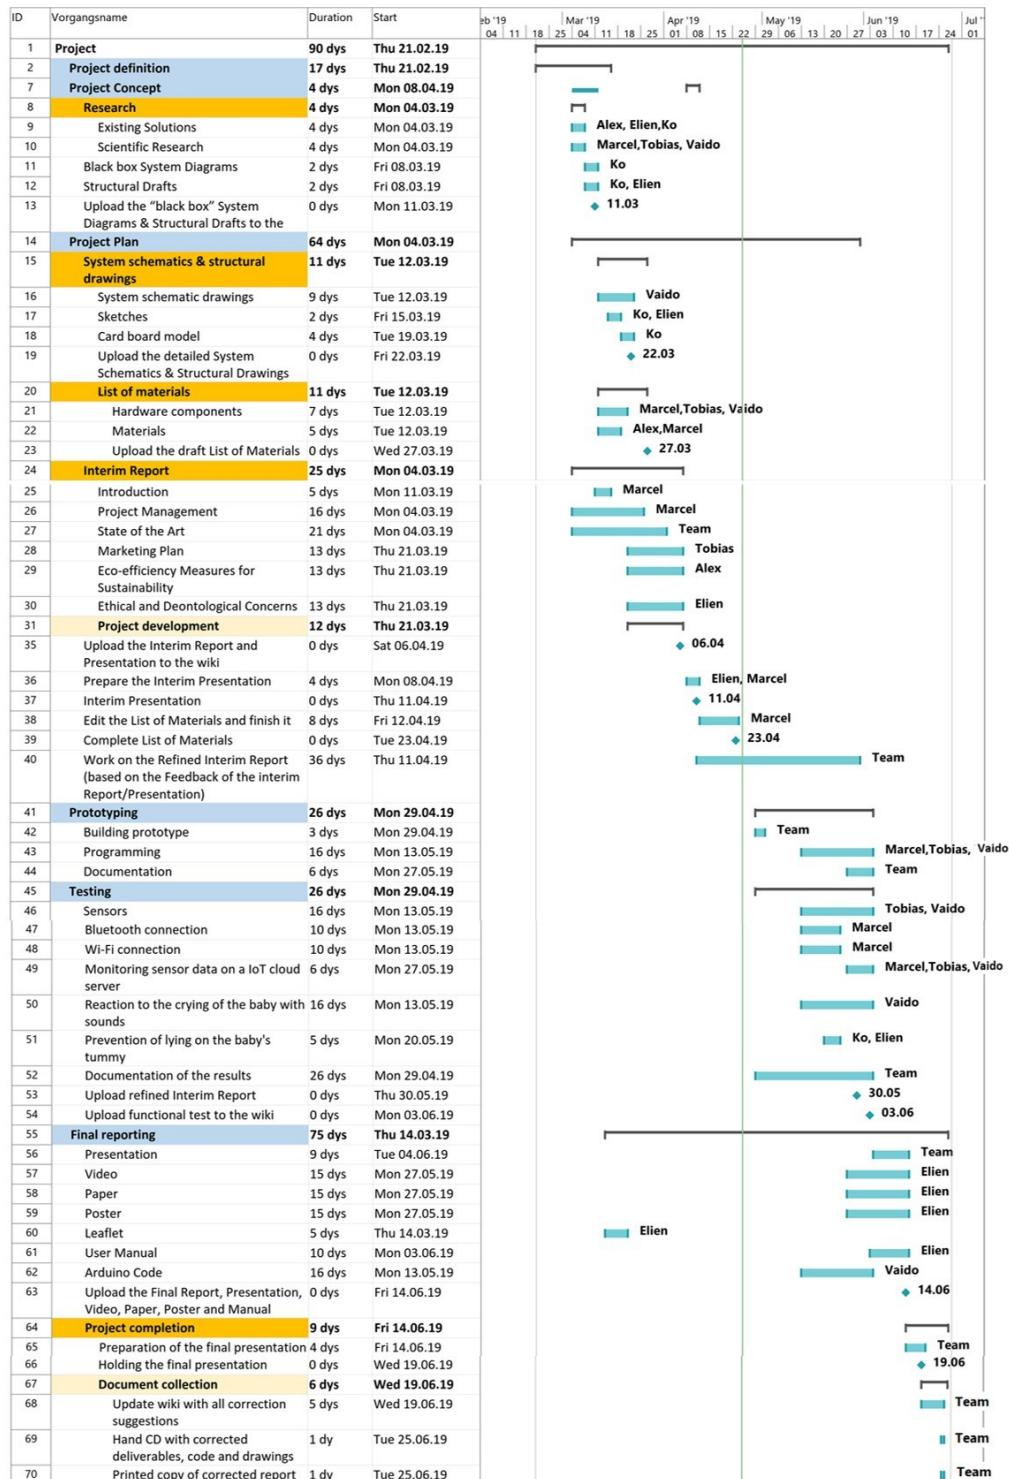 ID Vorgangsname Duration Start eb '19 Mar '19 Apr '19 May '19 Jun '19 Jul '
04 11 18 25 04 11 18 25 01 08 15 22 29 06 13 20 27 03 10 17 24 01
1 Project 90 dys Thu 21.02.19
2 Project definition 17 dys Thu 21.02.19
7 Project Concept 4 dys Mon 08.04.19
8 Research 4 dys Mon 04.03.19
9 Existing Solutions 4 dys Mon 04.03.19 Alex, Elien,Ko
10 Scientific Research 4 dys Mon 04.03.19 Marcel,Tobias, Vaido
11 Black box System Diagrams 2 dys Fri 08.03.19 Ko
12 Structural Drafts 2 dys Fri 08.03.19 Ko, Elien
13 Upload the “black box” System 0 dys Mon 11.03.19 11.03
Diagrams & Structural Drafts to the
14 Project Plan 64 dys Mon 04.03.19
15 System schematics & structural 11 dys Tue 12.03.19
drawings
16 System schematic drawings 9 dys Tue 12.03.19 Vaido
17 Sketches 2 dys Fri 15.03.19 Ko, Elien
18 Card board model 4 dys Tue 19.03.19 Ko
19 Upload the detailed System 0 dys Fri 22.03.19 22.03
Schematics & Structural Drawings
20 List of materials 11 dys Tue 12.03.19
21 Hardware components 7 dys Tue 12.03.19 Marcel,Tobias, Vaido
22 Materials 5 dys Tue 12.03.19 Alex,Marcel
23 Upload the draft List of Materials 0 dys Wed 27.03.19 27.03
24 Interim Report 25 dys Mon 04.03.19
25 Introduction 5 dys Mon 11.03.19 Marcel
26 Project Management 16 dys Mon 04.03.19 Marcel
27 State of the Art 21 dys Mon 04.03.19 Team
28 Marketing Plan 13 dys Thu 21.03.19 Tobias
29 Eco-efficiency Measures for 13 dys Thu 21.03.19 Alex
Sustainability
30 Ethical and Deontological Concerns 13 dys Thu 21.03.19 Elien
31 Project development 12 dys Thu 21.03.19
35 Upload the Interim Report and 0 dys Sat 06.04.19 06.04
Presentation to the wiki
36 Prepare the Interim Presentation 4 dys Mon 08.04.19 Elien, Marcel
37 Interim Presentation 0 dys Thu 11.04.19 11.04
38 Edit the List of Materials and finish it 8 dys Fri 12.04.19 Marcel
39 Complete List of Materials 0 dys Tue 23.04.19 23.04
40 Work on the Refined Interim Report 36 dys Thu 11.04.19 Team
(based on the Feedback of the interim
Report/Presentation)
41 Prototyping 26 dys Mon 29.04.19
42 Building prototype 3 dys Mon 29.04.19 Team
43 Programming 16 dys Mon 13.05.19 Marcel,Tobias, Vaido
44 Documentation 6 dys Mon 27.05.19 Team
45 Testing 26 dys Mon 29.04.19
46 Sensors 16 dys Mon 13.05.19 Tobias, Vaido
47 Bluetooth connection 10 dys Mon 13.05.19 Marcel
48 Wi-Fi connection 10 dys Mon 13.05.19 Marcel
49 Monitoring sensor data on a IoT cloud 6 dys Mon 27.05.19 Marcel,Tobias, Vaido
server
50 Reaction to the crying of the baby with 16 dys Mon 13.05.19 Vaido
sounds
51 Prevention of lying on the baby's 5 dys Mon 20.05.19 Ko, Elien
tummy
52 Documentation of the results 26 dys Mon 29.04.19 Team
53 Upload refined Interim Report 0 dys Thu 30.05.19 30.05
54 Upload functional test to the wiki 0 dys Mon 03.06.19 03.06
55 Final reporting 75 dys Thu 14.03.19
56 Presentation 9 dys Tue 04.06.19 Team
57 Video 15 dys Mon 27.05.19 Elien
58 Paper 15 dys Mon 27.05.19 Elien
59 Poster 15 dys Mon 27.05.19 Elien
60 Leaflet 5 dys Thu 14.03.19 Elien
61 User Manual 10 dys Mon 03.06.19 Elien
62 Arduino Code 16 dys Mon 13.05.19 Vaido
63 Upload the Final Report, Presentation, 0 dys Fri 14.06.19 14.06
Video, Paper, Poster and Manual
64 Project completion 9 dys Fri 14.06.19
65 Preparation of the final presentation 4 dys Fri 14.06.19 Team
66 Holding the final presentation 0 dys Wed 19.06.19 19.06
67 Document collection 6 dys Wed 19.06.19
68 Update wiki with all correction 5 dys Wed 19.06.19 Team
suggestions
69 Hand CD with corrected 1 dy Tue 25.06.19 Team
deliverables, code and drawings
70 Printed copy of corrected report 1 dy Tue 25.06.19 Team